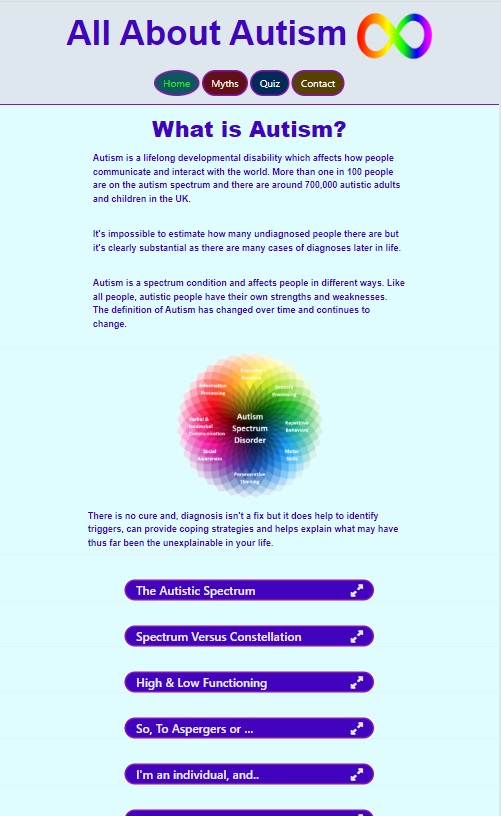 All About Autism
Home
Myths
Quiz
Contact
What is Autism?
Autism is a lifelong developmental disability which affects how people
communicate and interact with the world. More than one in 100 people
are on the autism spectrum and there are around 700,000 autistic adults
and children in the UK.
It's impossible to estimate how many undiagnosed people there are but
it's clearly substantial as there are many cases of diagnoses later in life.
Autism is a spectrum condition and affects people in different ways. Like
all people, autistic people have their own strengths and weaknesses.
The definition of Autism has changed over time and continues to
change.
Executive
Function
Information
Processing
Sensory
Processing
Verbal &
Nonverbal
Communication
Autism
Spectrum
Disorder
Repetitive
Behaviors
Social
Awareness
Motor
Skills
Perseverative
Thinking
There is no cure and, diagnosis isn't a fix but it does help to identify
triggers, can provide coping strategies and helps explain what may have
thus far been the unexplainable in your life.
The Autistic Spectrum
Spectrum Versus Constellation
High & Low Functioning
So, To Aspergers or ...
I'm an individual, and..